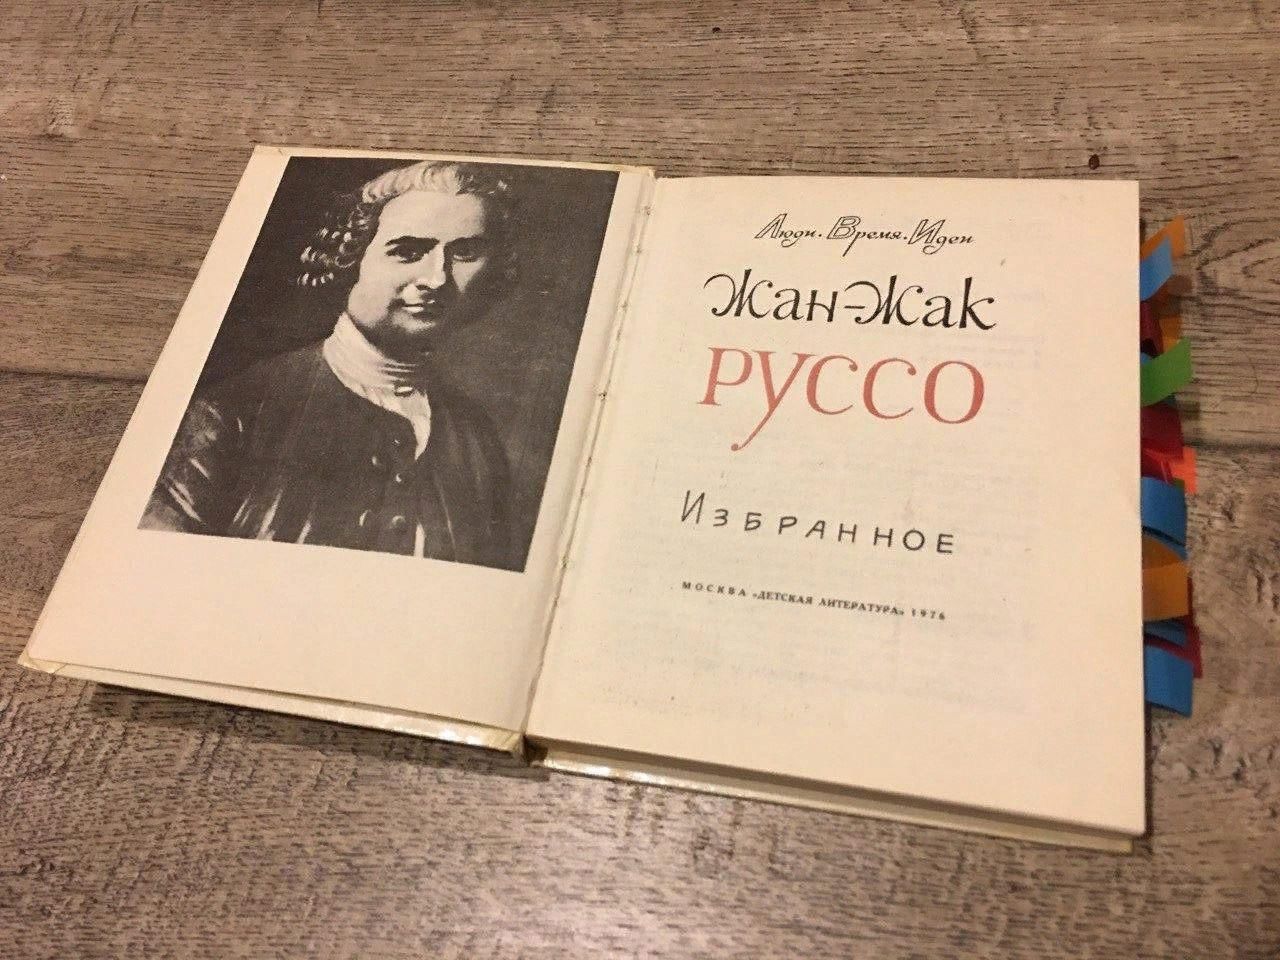 Люди. Время. Идеи
Жан-Жак
РУССО
ИЗБРАННОЕ
МОСКВА «ДЕТСКАЯ ЛИТЕРАТУРА» 1976